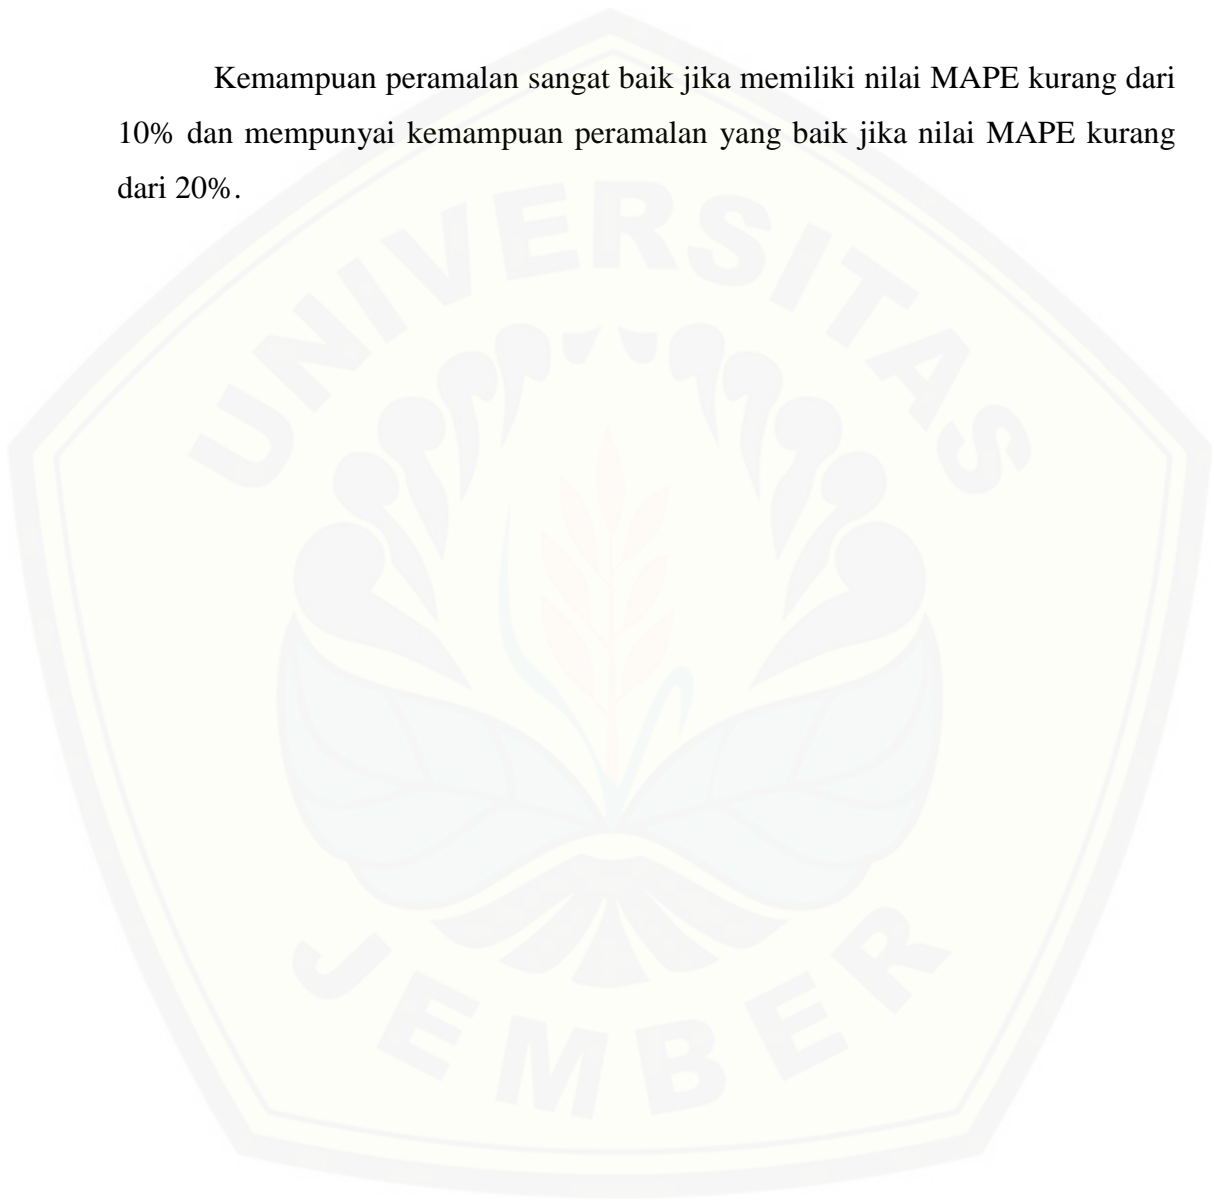 Kemampuan peramalan sangat baik jika memiliki nilai MAPE kurang dari
10% dan mempunyai kemampuan peramalan yang baik jika nilai MAPE kurang
dari 20%.
UNIVERSITAS
JEMBER